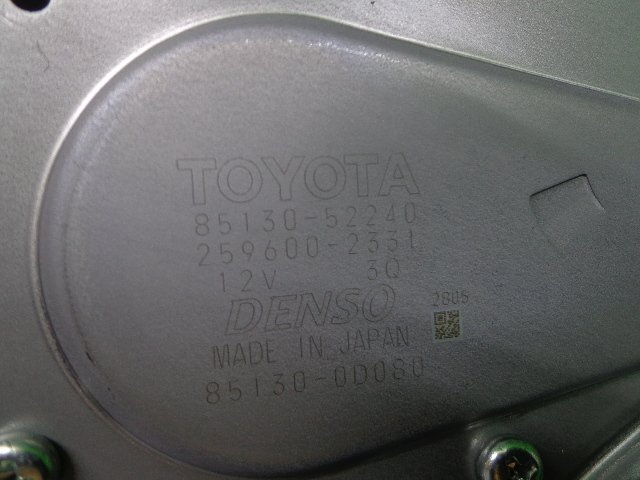 TOYOTA
85130-52240
259600-2331
12V 3Q
DENSO 2805
MADE IN JAPAN
85130-0D080